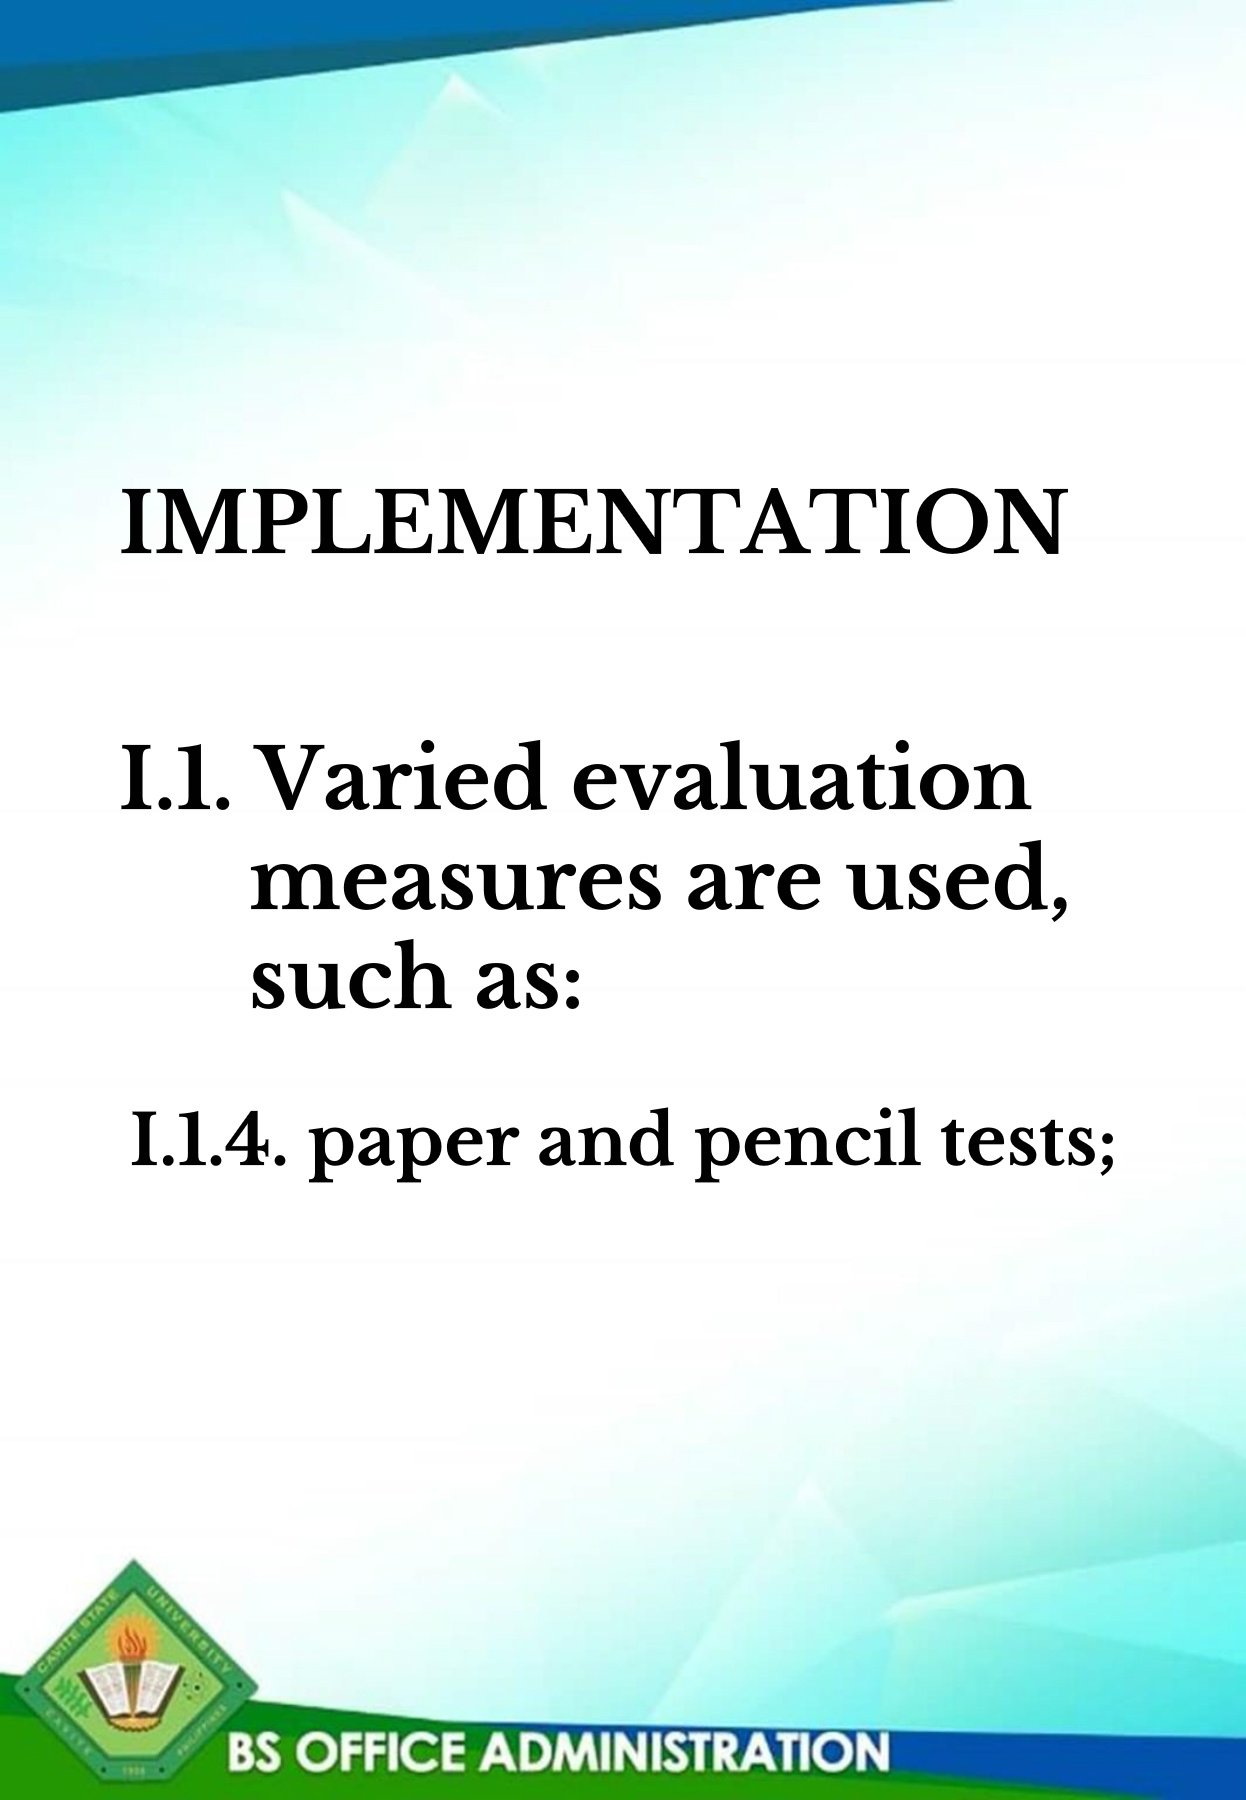 IMPLEMENTATION
I.1. Varied evaluation
measures are used,
such as:
I.1.4. paper and pencil tests;
CAVITE STATE UNIVERSITY
CAVITE PHILIPPINES
1906
BS OFFICE ADMINISTRATION